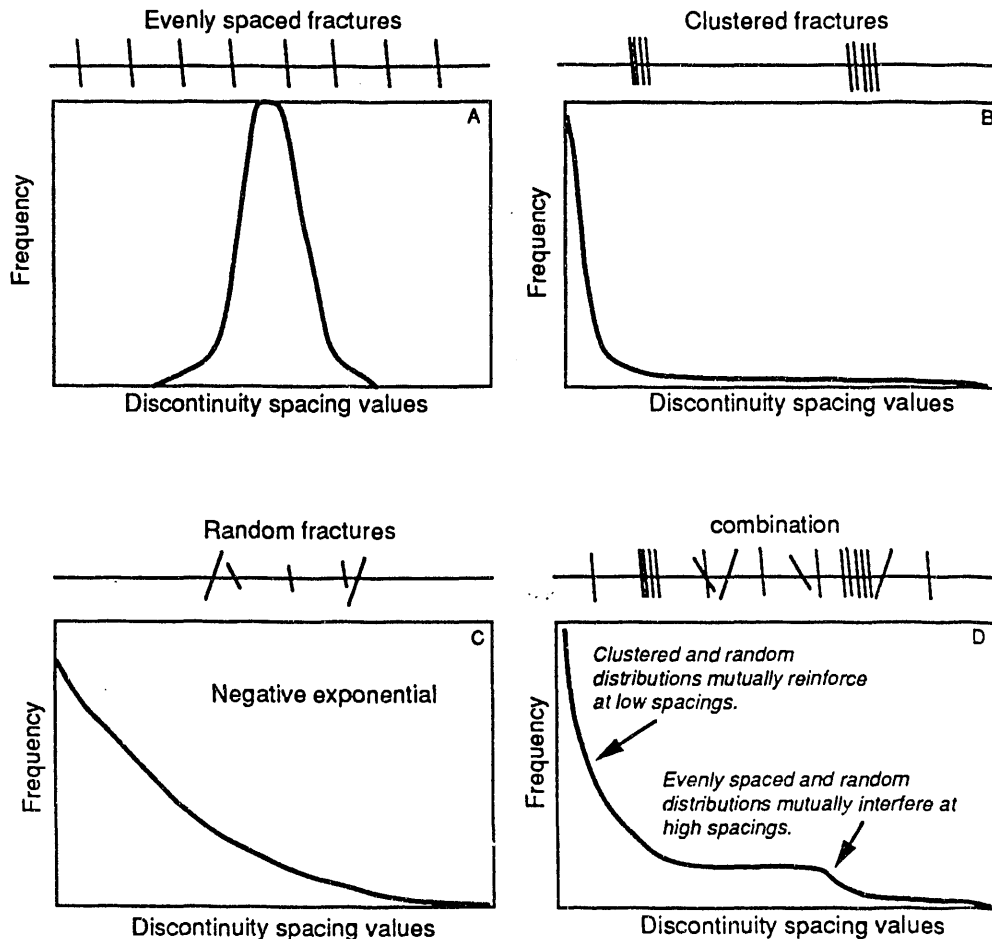 Evenly spaced fractures
A
Frequency
Discontinuity spacing values
Clustered fractures
B
Frequency
Discontinuity spacing values
Random fractures
C
Negative exponential
Frequency
Discontinuity spacing values
combination
D
Clustered and random
distributions mutually reinforce
at low spacings.
Evenly spaced and random
distributions mutually interfere at
high spacings.
Frequency
Discontinuity spacing values